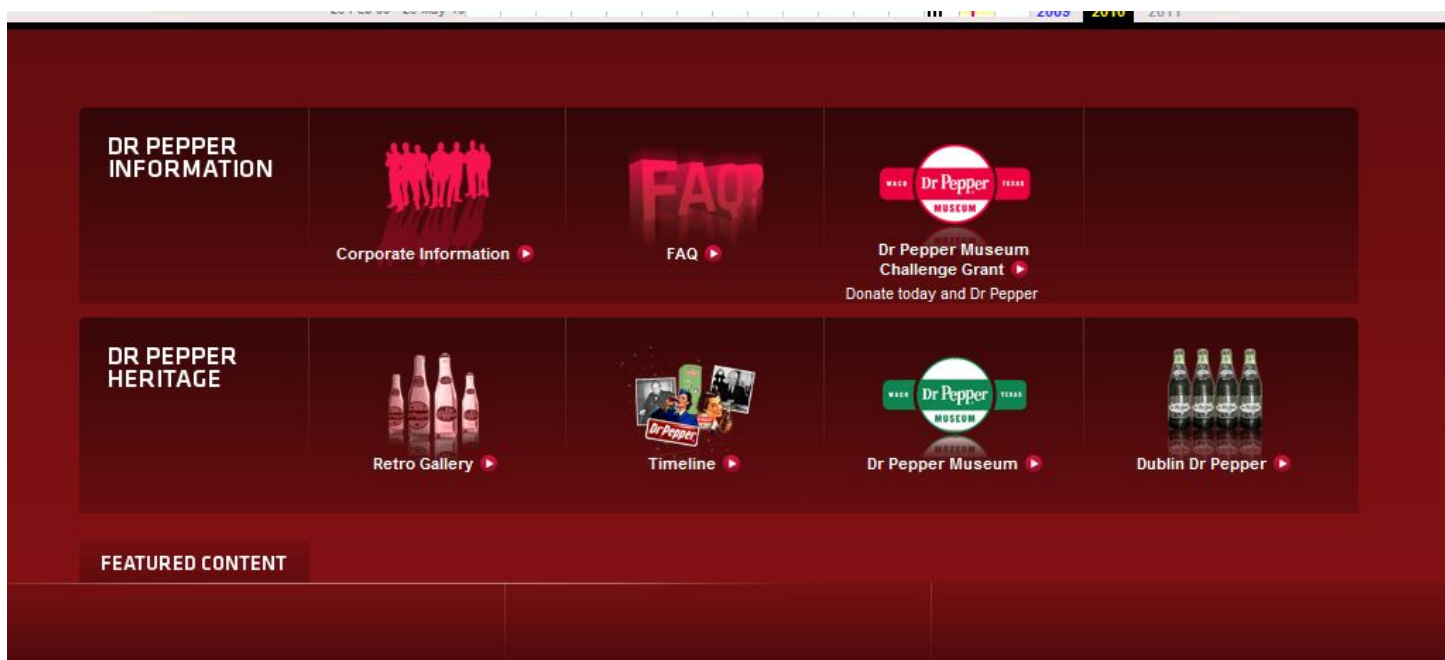 2009 2010 2011
DR PEPPER
INFORMATION
FAQ?
WACO Dr Pepper TEXAS
MUSEUM
Corporate Information
FAQ
Dr Pepper Museum
Challenge Grant
Donate today and Dr Pepper
DR PEPPER
HERITAGE
Dr Pepper
WACO Dr Pepper TEXAS
MUSEUM
Retro Gallery
Timeline
Dr Pepper Museum
Dublin Dr Pepper
FEATURED CONTENT